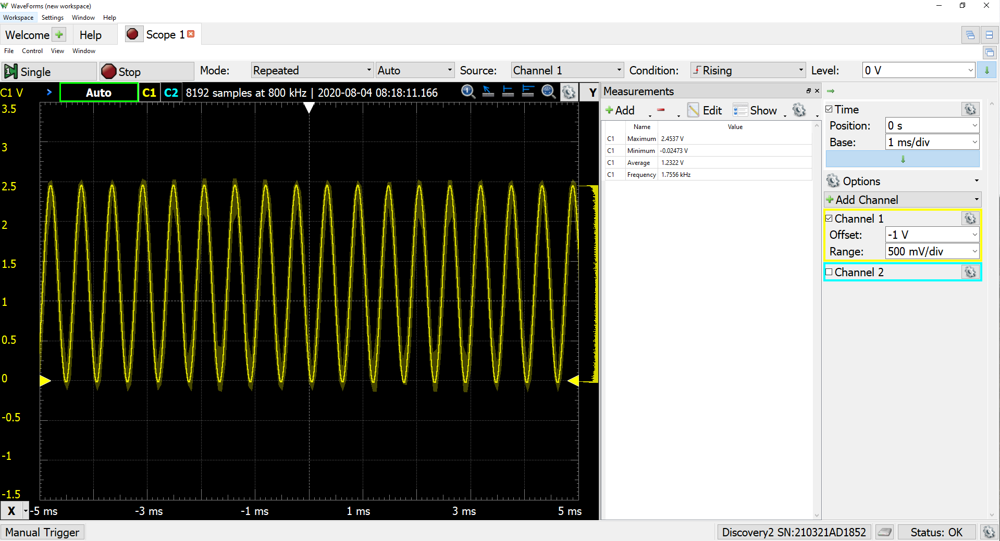 WaveForms (new workspace)
Workspace Settings Window Help
Welcome Help Scope 1
File Control View Window
Single Stop Mode: Repeated Auto Source: Channel 1 Condition: Rising Level: 0 V
C1 V Auto C1 C2 8192 samples at 800 kHz | 2020-08-04 08:18:11.166 Y
3.5
3
2.5
2
1.5
1
0.5
0
-0.5
-1
-1.5
X -5 ms -3 ms -1 ms 1 ms 3 ms 5 ms
Measurements
Add Edit Show
Name Value
C1 Maximum 2.4537 V
C1 Minimum -0.02473 V
C1 Average 1.2322 V
C1 Frequency 1.7556 kHz
Time
Position: 0 s
Base: 1 ms/div
Options
Add Channel
Channel 1
Offset: -1 V
Range: 500 mV/div
Channel 2
Manual Trigger Discovery2 SN:210321AD1852 Status: OK